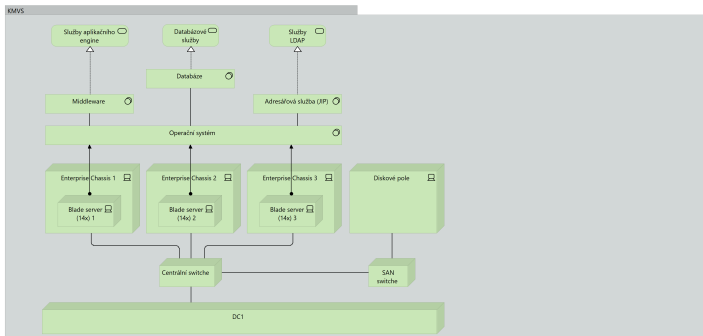 KMVS
Služby aplikačního
engine
Databázové
služby
Služby
LDAP
Databáze
Middleware
Adresářová služba (JIP)
Operační systém
Enterprise Chassis 1
Enterprise Chassis 2
Enterprise Chassis 3
Diskové pole
Blade server
(14x) 1
Blade server
(14x) 2
Blade server
(14x) 3
Centrální switche
SAN
switche
DC1